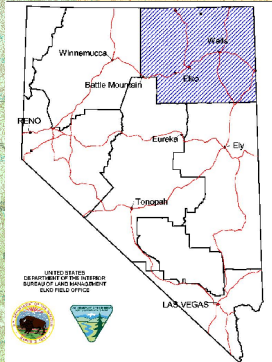 Wells
Winnemucca
Elko
Battle Mountain
RENO
Eureka
Ely
Tonopah
UNITED STATES
DEPARTMENT OF THE INTERIOR
BUREAU OF LAND MANAGEMENT
ELKO FIELD OFFICE
LAS VEGAS